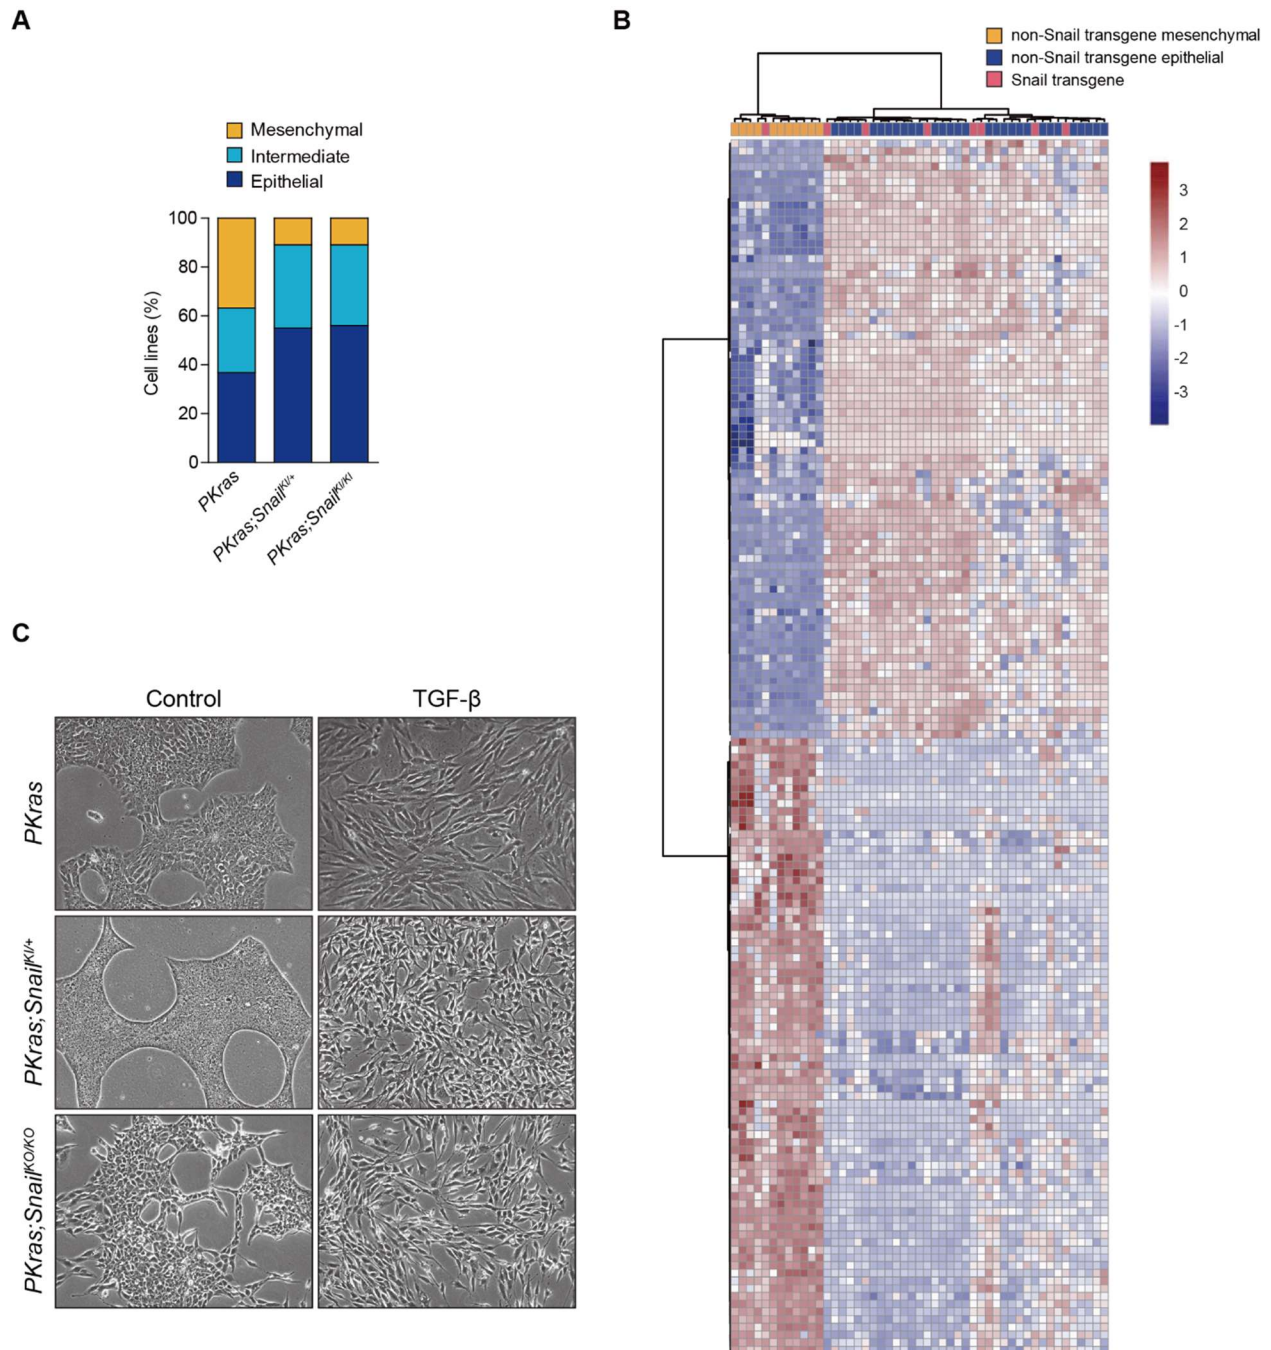 A
Mesenchymal
Intermediate
Epithelial
100
80
60
40
20
0
Cell lines (%)
PKras
PKras;Snail^KI/+
PKras;Snail^KI/KI
B
non-Snail transgene mesenchymal
non-Snail transgene epithelial
Snail transgene
3
2
1
0
-1
-2
-3
C
Control
TGF-β
PKras
PKras;Snail^KI/+
PKras;Snail^KO/KO